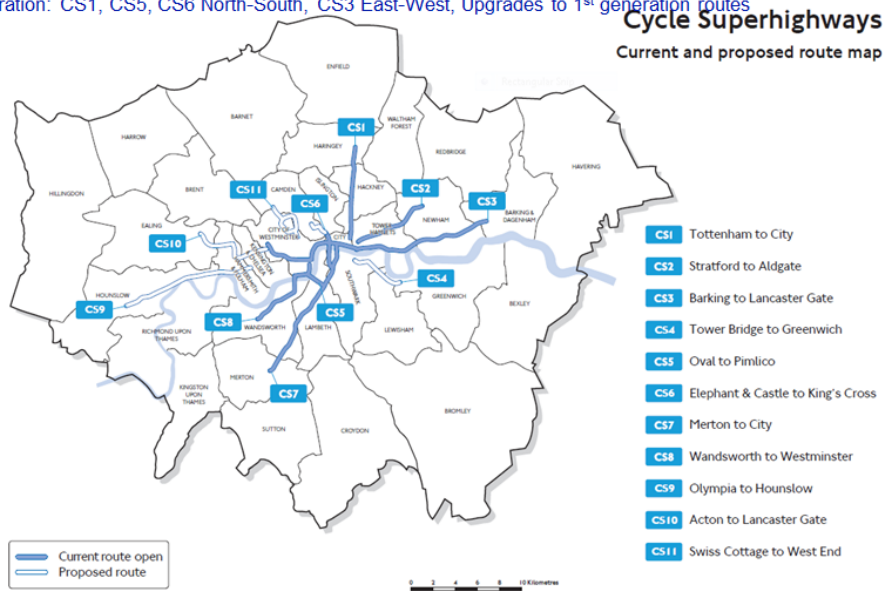 ration: CS1, CS5, CS6 North-South, CS3 East-West, Upgrades to 1st generation routes
Cycle Superhighways
Current and proposed route map
ENFIELD
CS1
BARNET
WALTHAM
FOREST
HARROW
HARINGEY
REDBRIDGE
HAVERING
HILLINGDON
BRENT
CS11
CAMDEN
ISLINGTON
HACKNEY
CS2
CS6
CS3
BARKING &
DAGENHAM
NEWHAM
EALING
CITY OF
WESTMINSTER
CITY
TOWER
HAMLETS
CS10
KENSINGTON
& CHELSEA
HAMMERSMITH
& FULHAM
SOUTHWARK
CS4
HOUNSLOW
GREENWICH
BEXLEY
CS9
CS8
WANDSWORTH
CS5
LAMBETH
LEWISHAM
RICHMOND UPON
THAMES
MERTON
CS7
KINGSTON
UPON
THAMES
SUTTON
CROYDON
BROMLEY
CS1 Tottenham to City
CS2 Stratford to Aldgate
CS3 Barking to Lancaster Gate
CS4 Tower Bridge to Greenwich
CS5 Oval to Pimlico
CS6 Elephant & Castle to King's Cross
CS7 Merton to City
CS8 Wandsworth to Westminster
CS9 Olympia to Hounslow
CS10 Acton to Lancaster Gate
CS11 Swiss Cottage to West End
Current route open
Proposed route
0 2 4 6 8 10 Kilometres